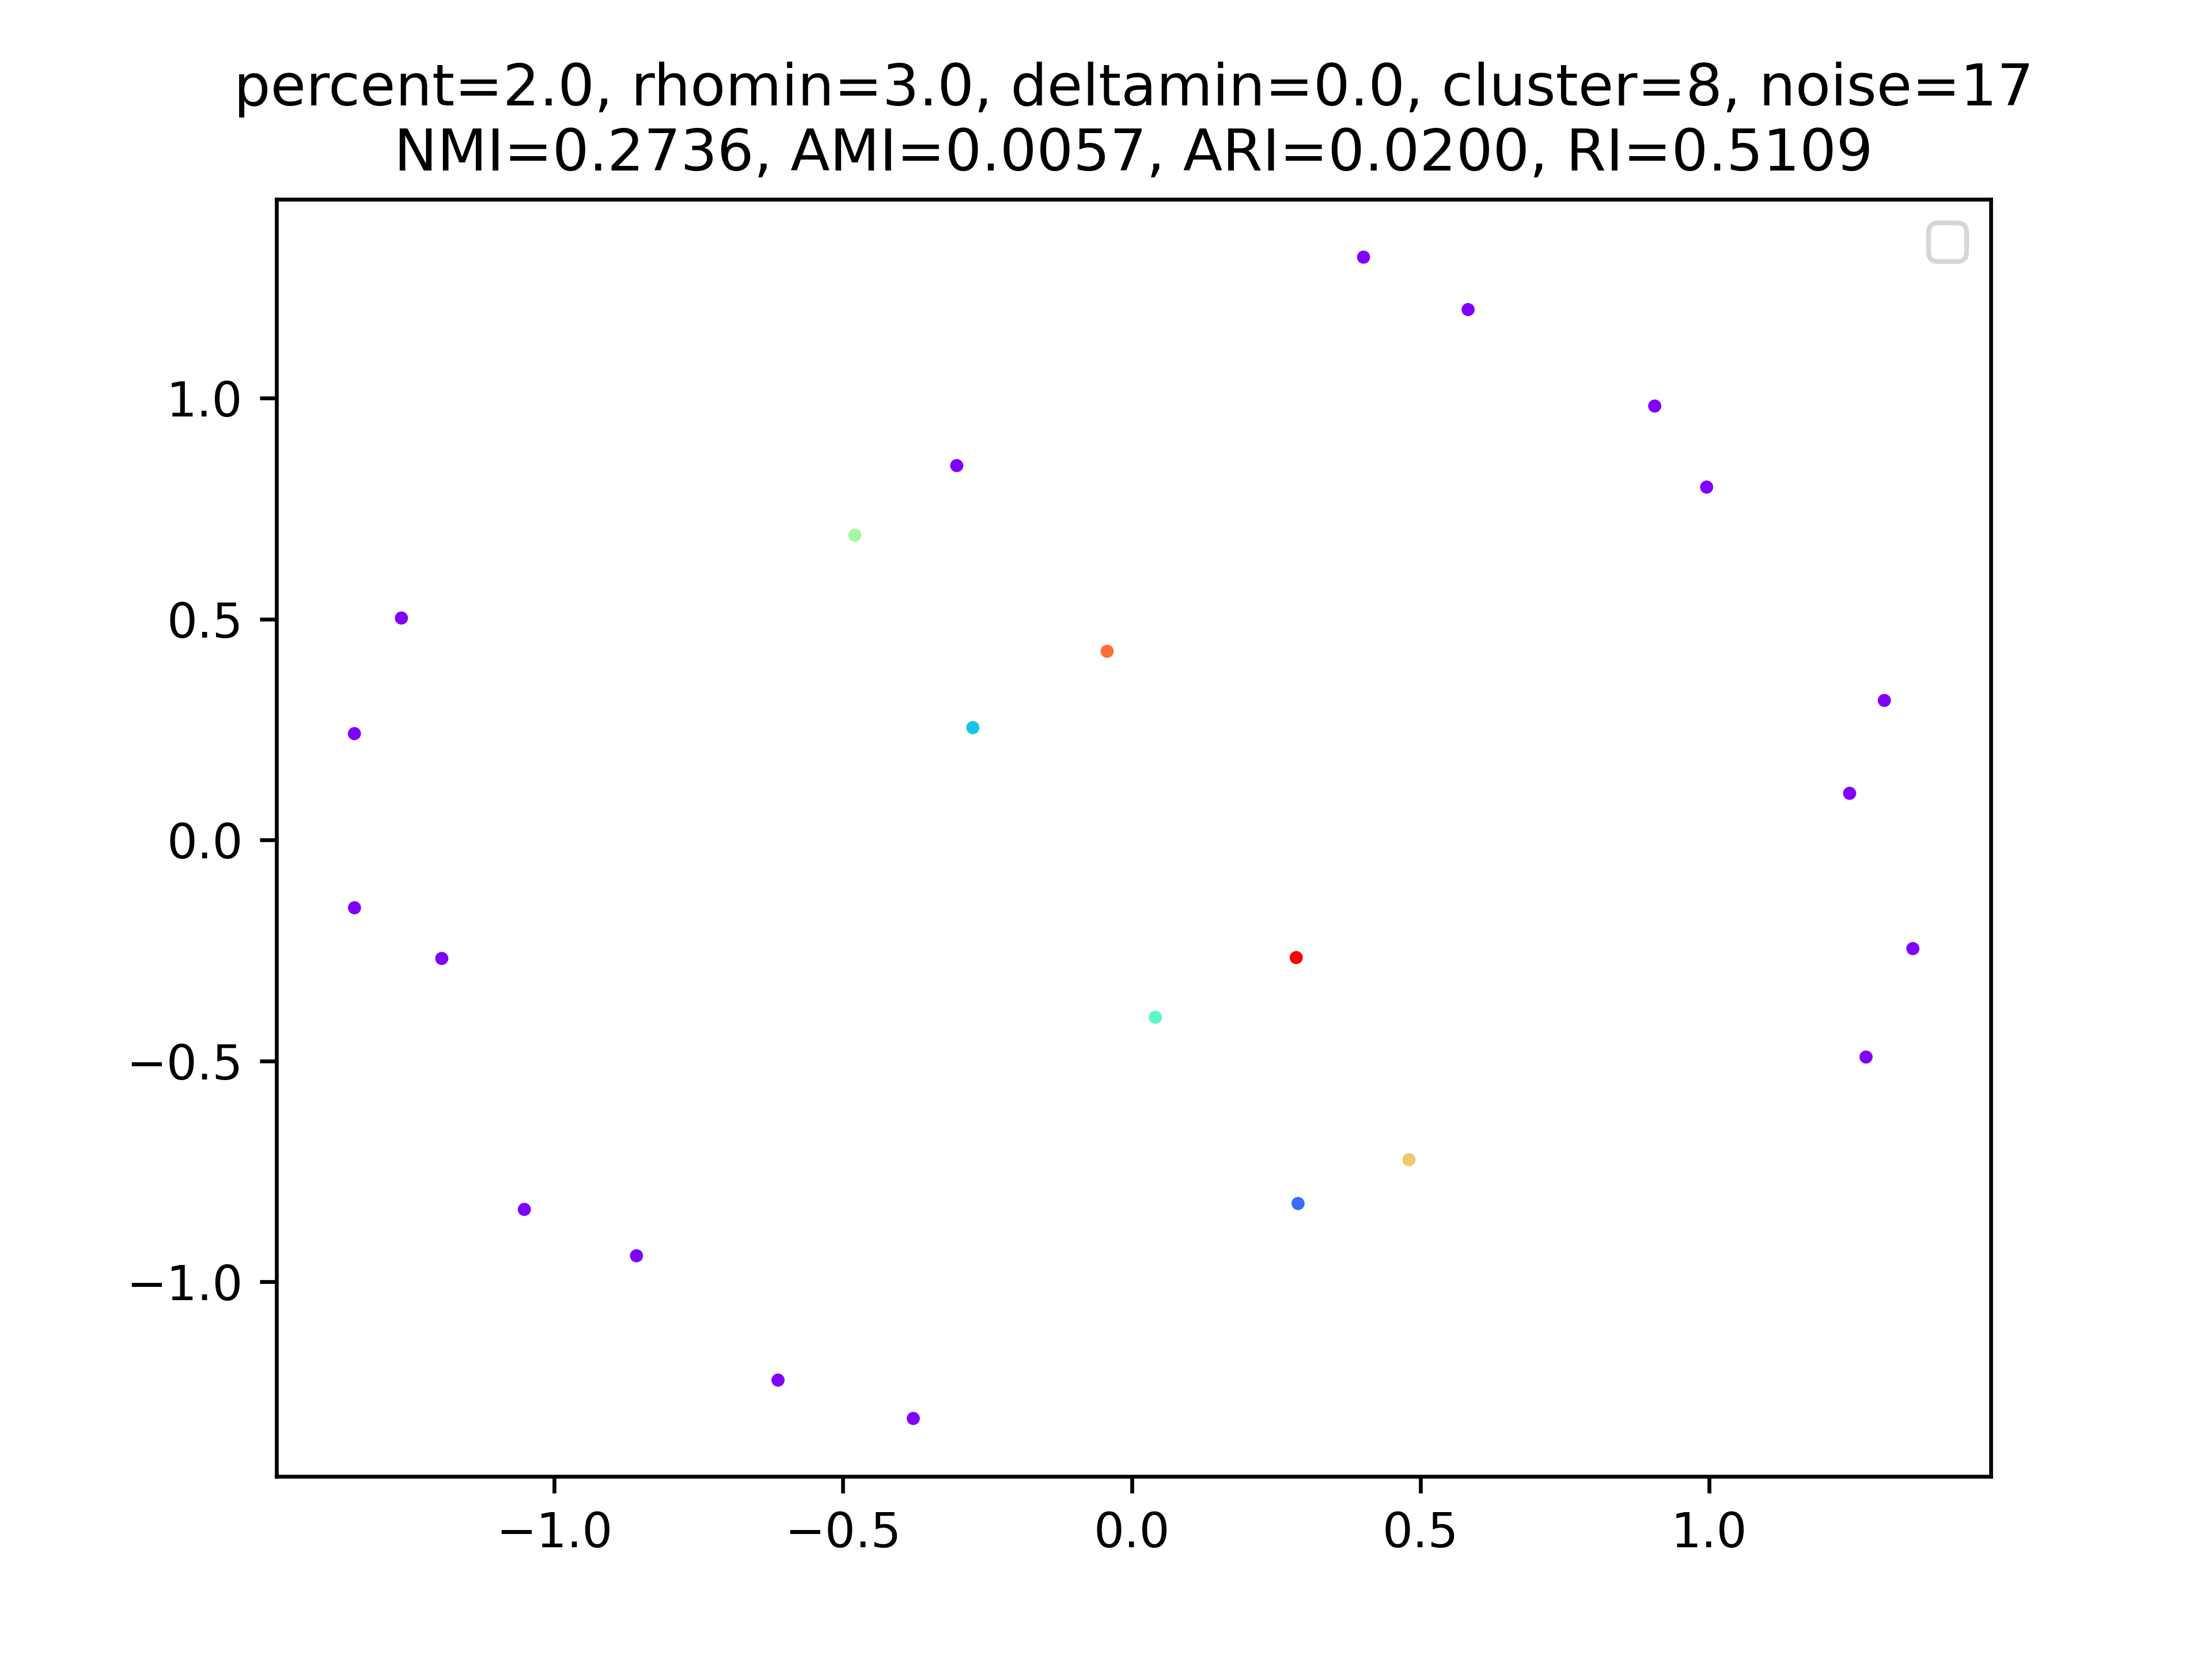 percent=2.0, rhomin=3.0, deltamin=0.0, cluster=8, noise=17
NMI=0.2736, AMI=0.0057, ARI=0.0200, RI=0.5109
1.0
0.5
0.0
−0.5
−1.0
−1.0 −0.5 0.0 0.5 1.0